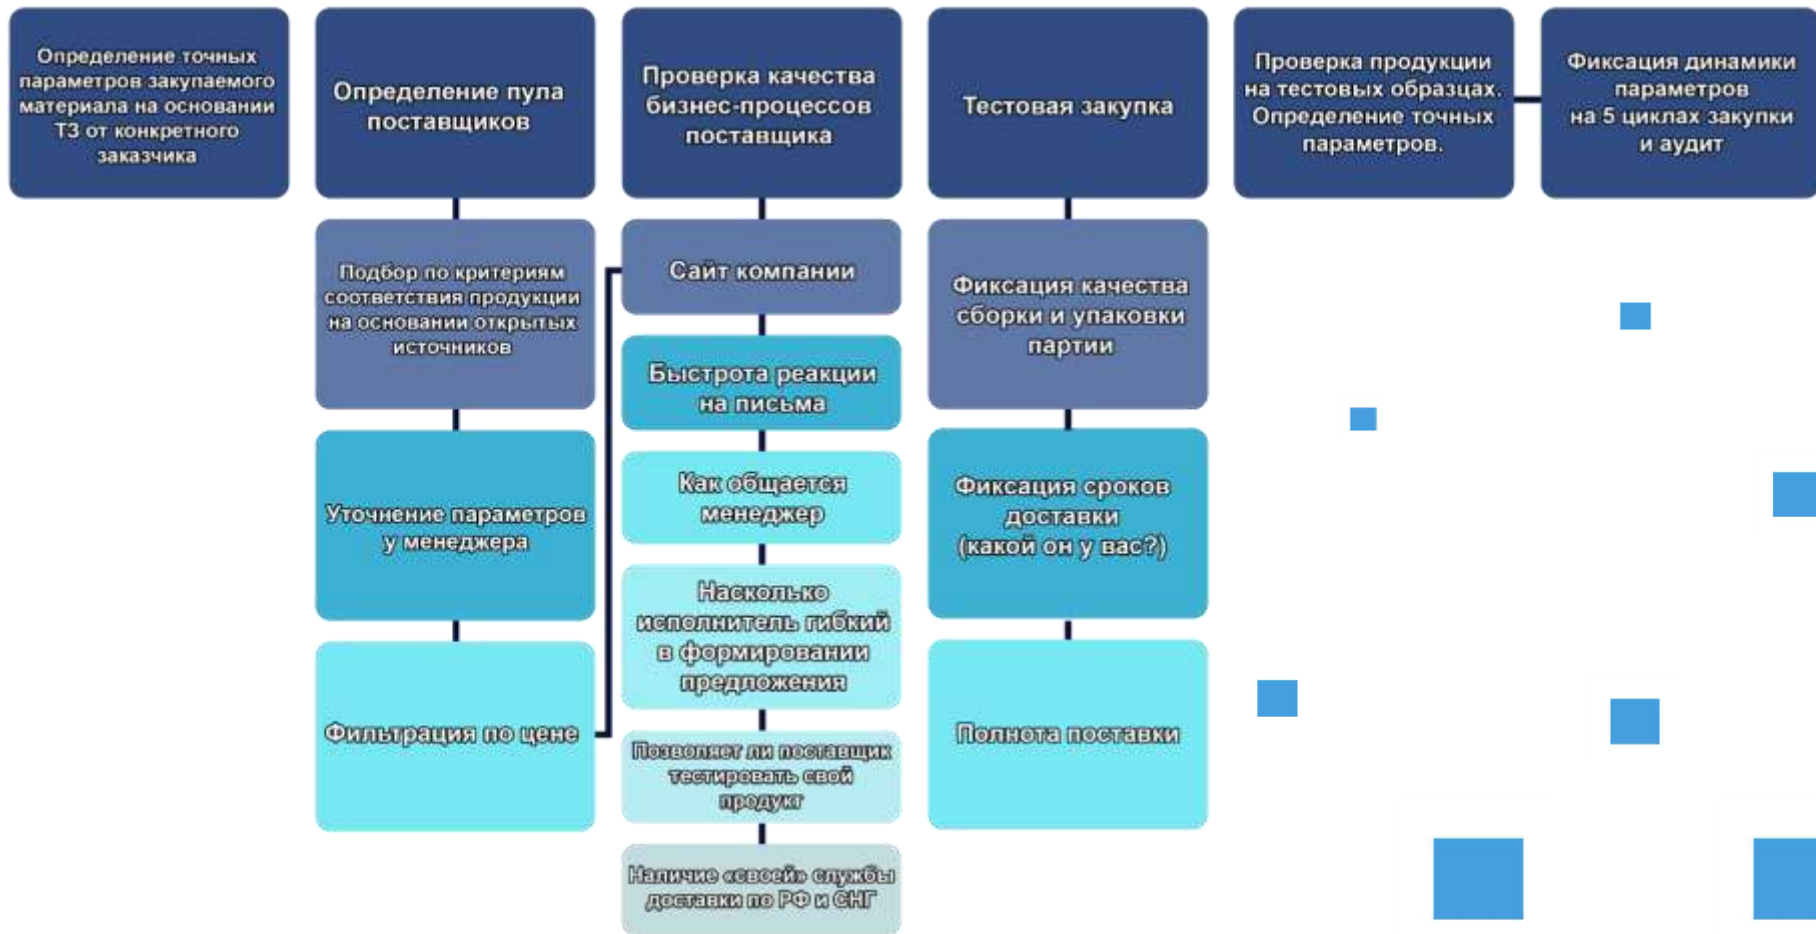 Определение точных
параметров закупаемого
материала на основании
ТЗ от конкретного
заказчика
Определение пула
поставщиков
Подбор по критериям
соответствия продукции
на основании открытых
источников
Уточнение параметров
у менеджера
Фильтрация по цене
Проверка качества
бизнес-процессов
поставщика
Сайт компании
Быстрота реакции
на письма
Как общается
менеджер
Насколько
исполнитель гибкий
в формировании
предложения
Позволяет ли поставщик
тестировать свой
продукт
Наличие «своей» службы
доставки по РФ и СНГ
Тестовая закупка
Фиксация качества
сборки и упаковки
партии
Фиксация сроков
доставки
(какой он у вас?)
Полнота поставки
Проверка продукции
на тестовых образцах.
Определение точных
параметров.
Фиксация динамики
параметров
на 5 циклах закупки
и аудит